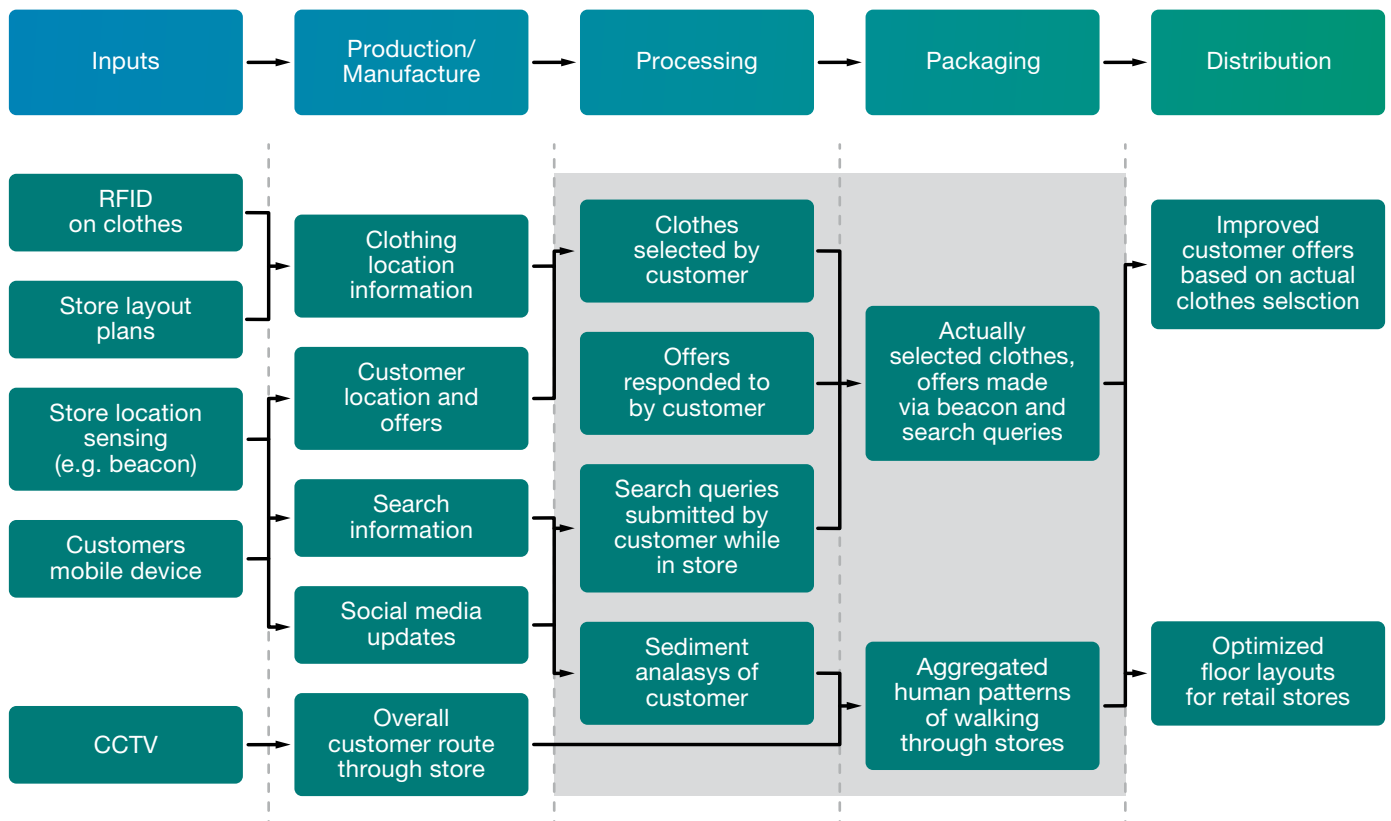 Inputs
Production/
Manufacture
Processing
Packaging
Distribution
RFID
on clothes
Store layout
plans
Store location
sensing
(e.g. beacon)
Customers
mobile device
CCTV
Clothing
location
information
Customer
location and
offers
Search
information
Social media
updates
Overall
customer route
through store
Clothes
selected by
customer
Offers
responded to
by customer
Search queries
submitted by
customer while
in store
Sediment
analasys of
customer
Actually
selected clothes,
offers made
via beacon and
search queries
Aggregated
human patterns
of walking
through stores
Improved
customer offers
based on actual
clothes selsction
Optimized
floor layouts
for retail stores